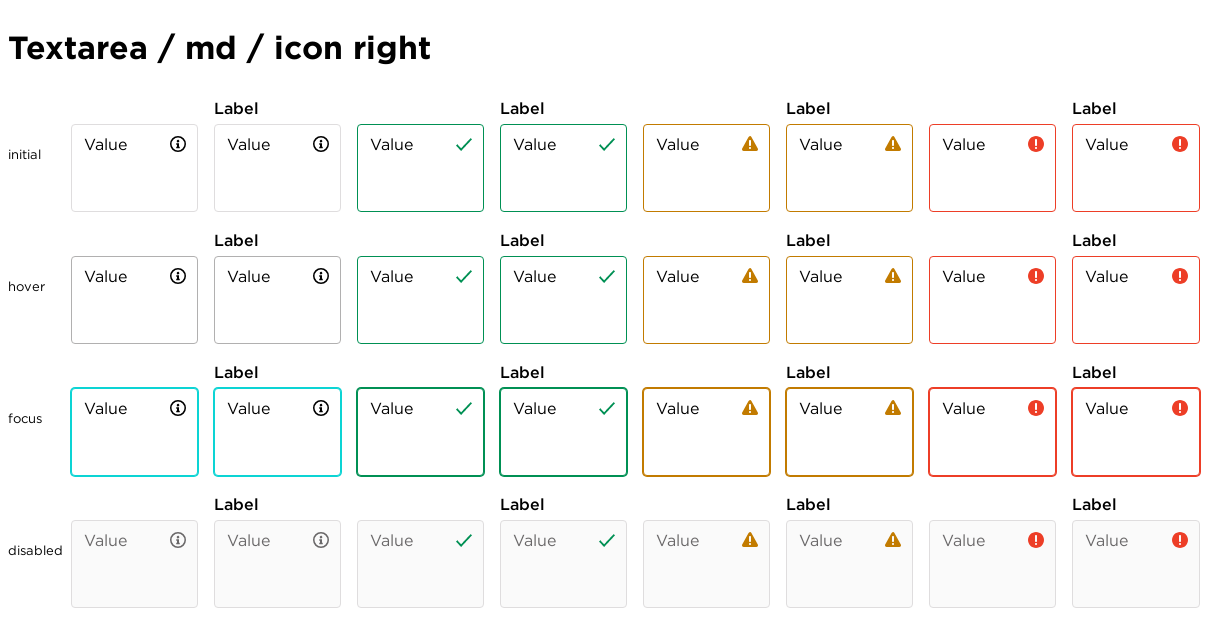 Textarea / md / icon right
Label Label Label Label
initial Value Value Value Value Value Value Value Value
Label Label Label Label
hover Value Value Value Value Value Value Value Value
Label Label Label Label
focus Value Value Value Value Value Value Value Value
Label Label Label Label
disabled Value Value Value Value Value Value Value Value